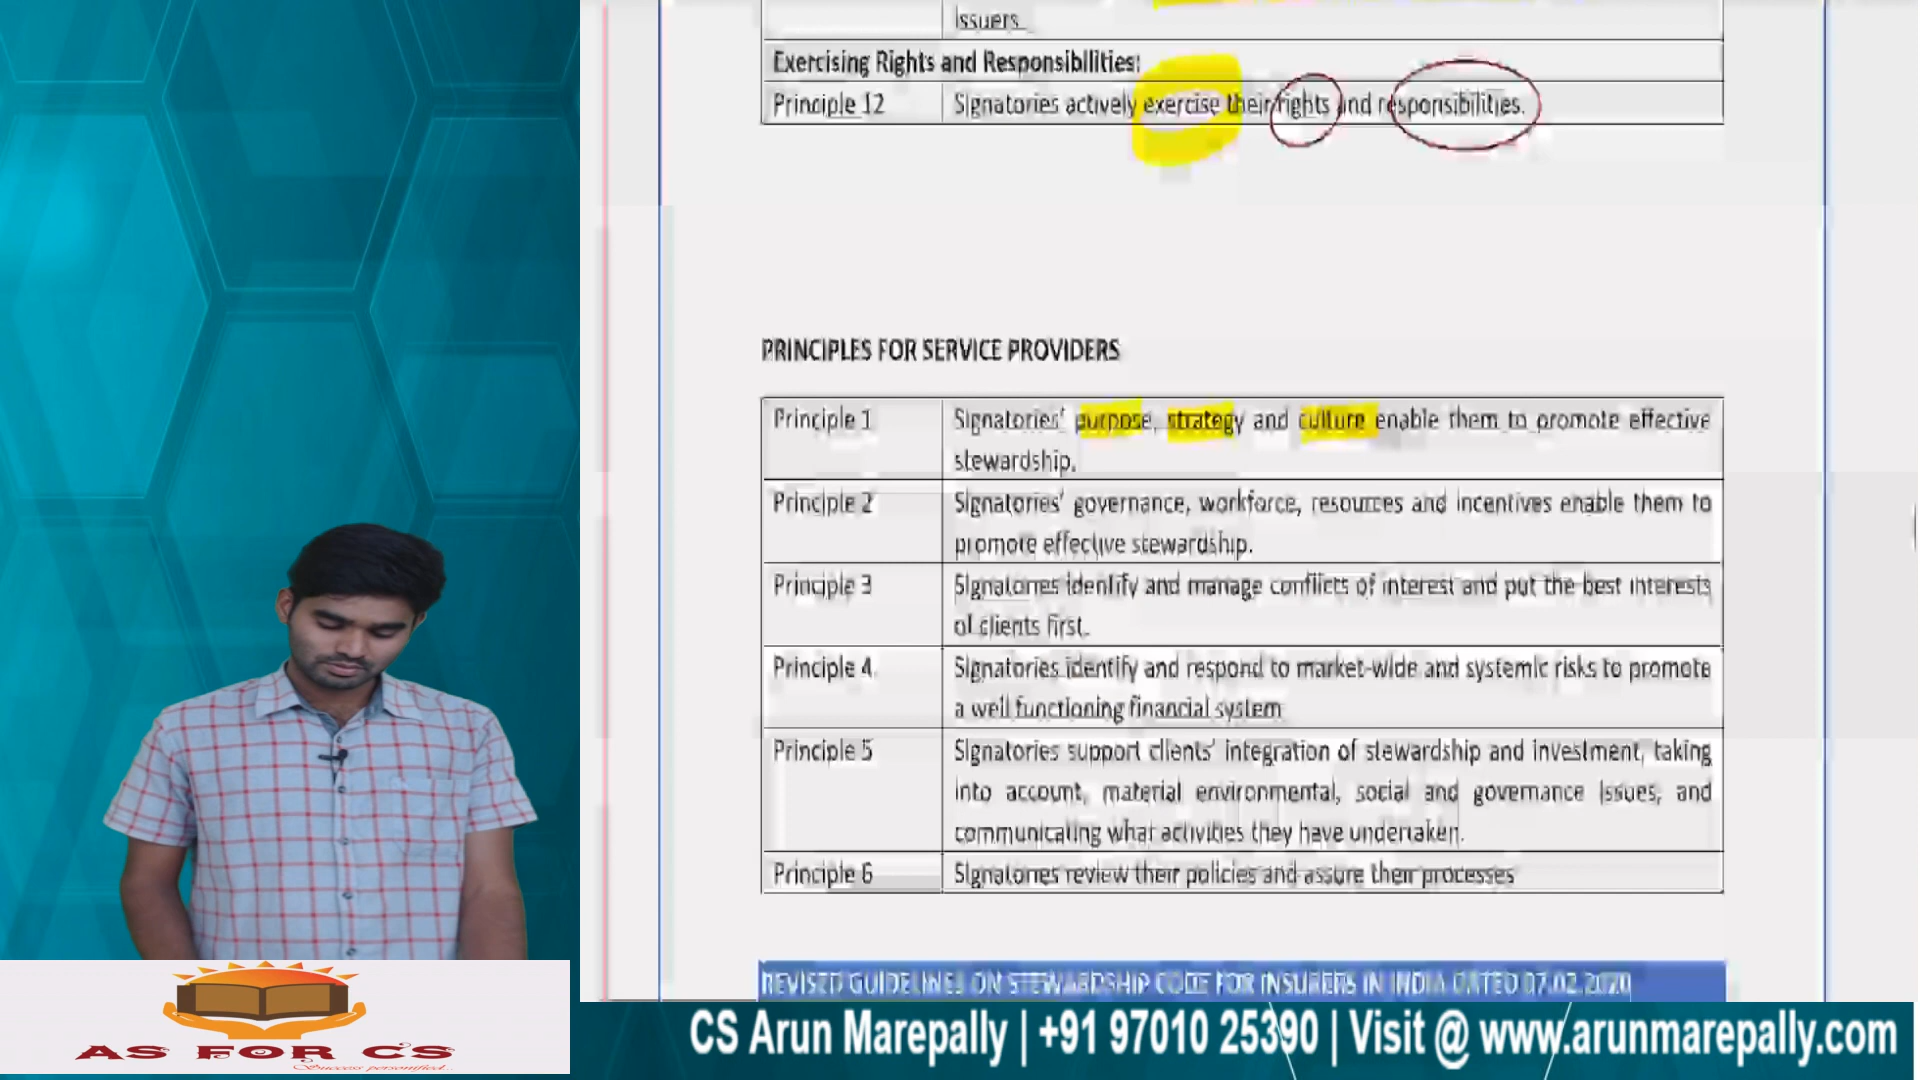 issuers.
Exercising Rights and Responsibilities:
Principle 12
Signatories actively exercise their rights and responsibilities.
PRINCIPLES FOR SERVICE PROVIDERS
Principle 1
Signatories' purpose, strategy and culture enable them to promote effective
stewardship.
Principle 2
Signatories' governance, workforce, resources and incentives enable them to
promote effective stewardship.
Principle 3
Signatories identify and manage conflicts of interest and put the best interests
of clients first.
Principle 4
Signatories identify and respond to market-wide and systemic risks to promote
a well functioning financial system
Principle 5
Signatories support clients' integration of stewardship and investment, taking
into account, material environmental, social and governance issues, and
communicating what activities they have undertaken.
Principle 6
Signatories review their policies and assure their processes
REVISED GUIDELINES ON STEWARDSHIP CODE FOR INSURERS IN INDIA DATED 07.02.2020
AS FOR CS
Success personified...
CS Arun Marepally | +91 97010 25390 | Visit @ www.arunmarepally.com